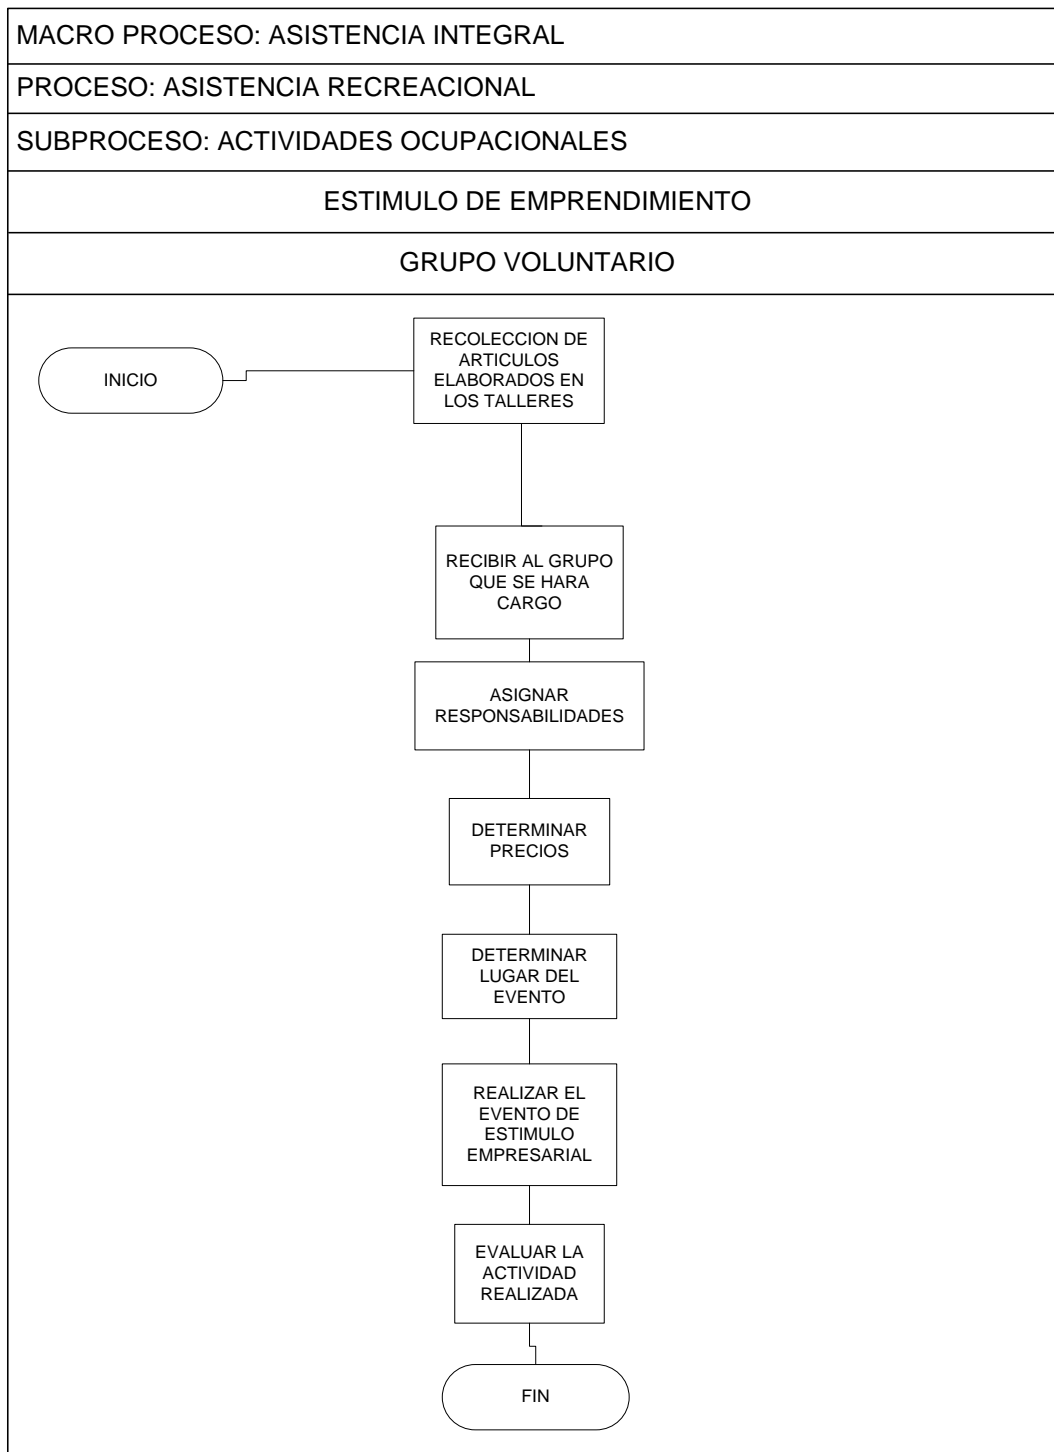 MACRO PROCESO: ASISTENCIA INTEGRAL
PROCESO: ASISTENCIA RECREACIONAL
SUBPROCESO: ACTIVIDADES OCUPACIONALES
ESTIMULO DE EMPRENDIMIENTO
GRUPO VOLUNTARIO
INICIO
RECOLECCION DE
ARTICULOS
ELABORADOS EN
LOS TALLERES
RECIBIR AL GRUPO
QUE SE HARA
CARGO
ASIGNAR
RESPONSABILIDADES
DETERMINAR
PRECIOS
DETERMINAR
LUGAR DEL
EVENTO
REALIZAR EL
EVENTO DE
ESTIMULO
EMPRESARIAL
EVALUAR LA
ACTIVIDAD
REALIZADA
FIN